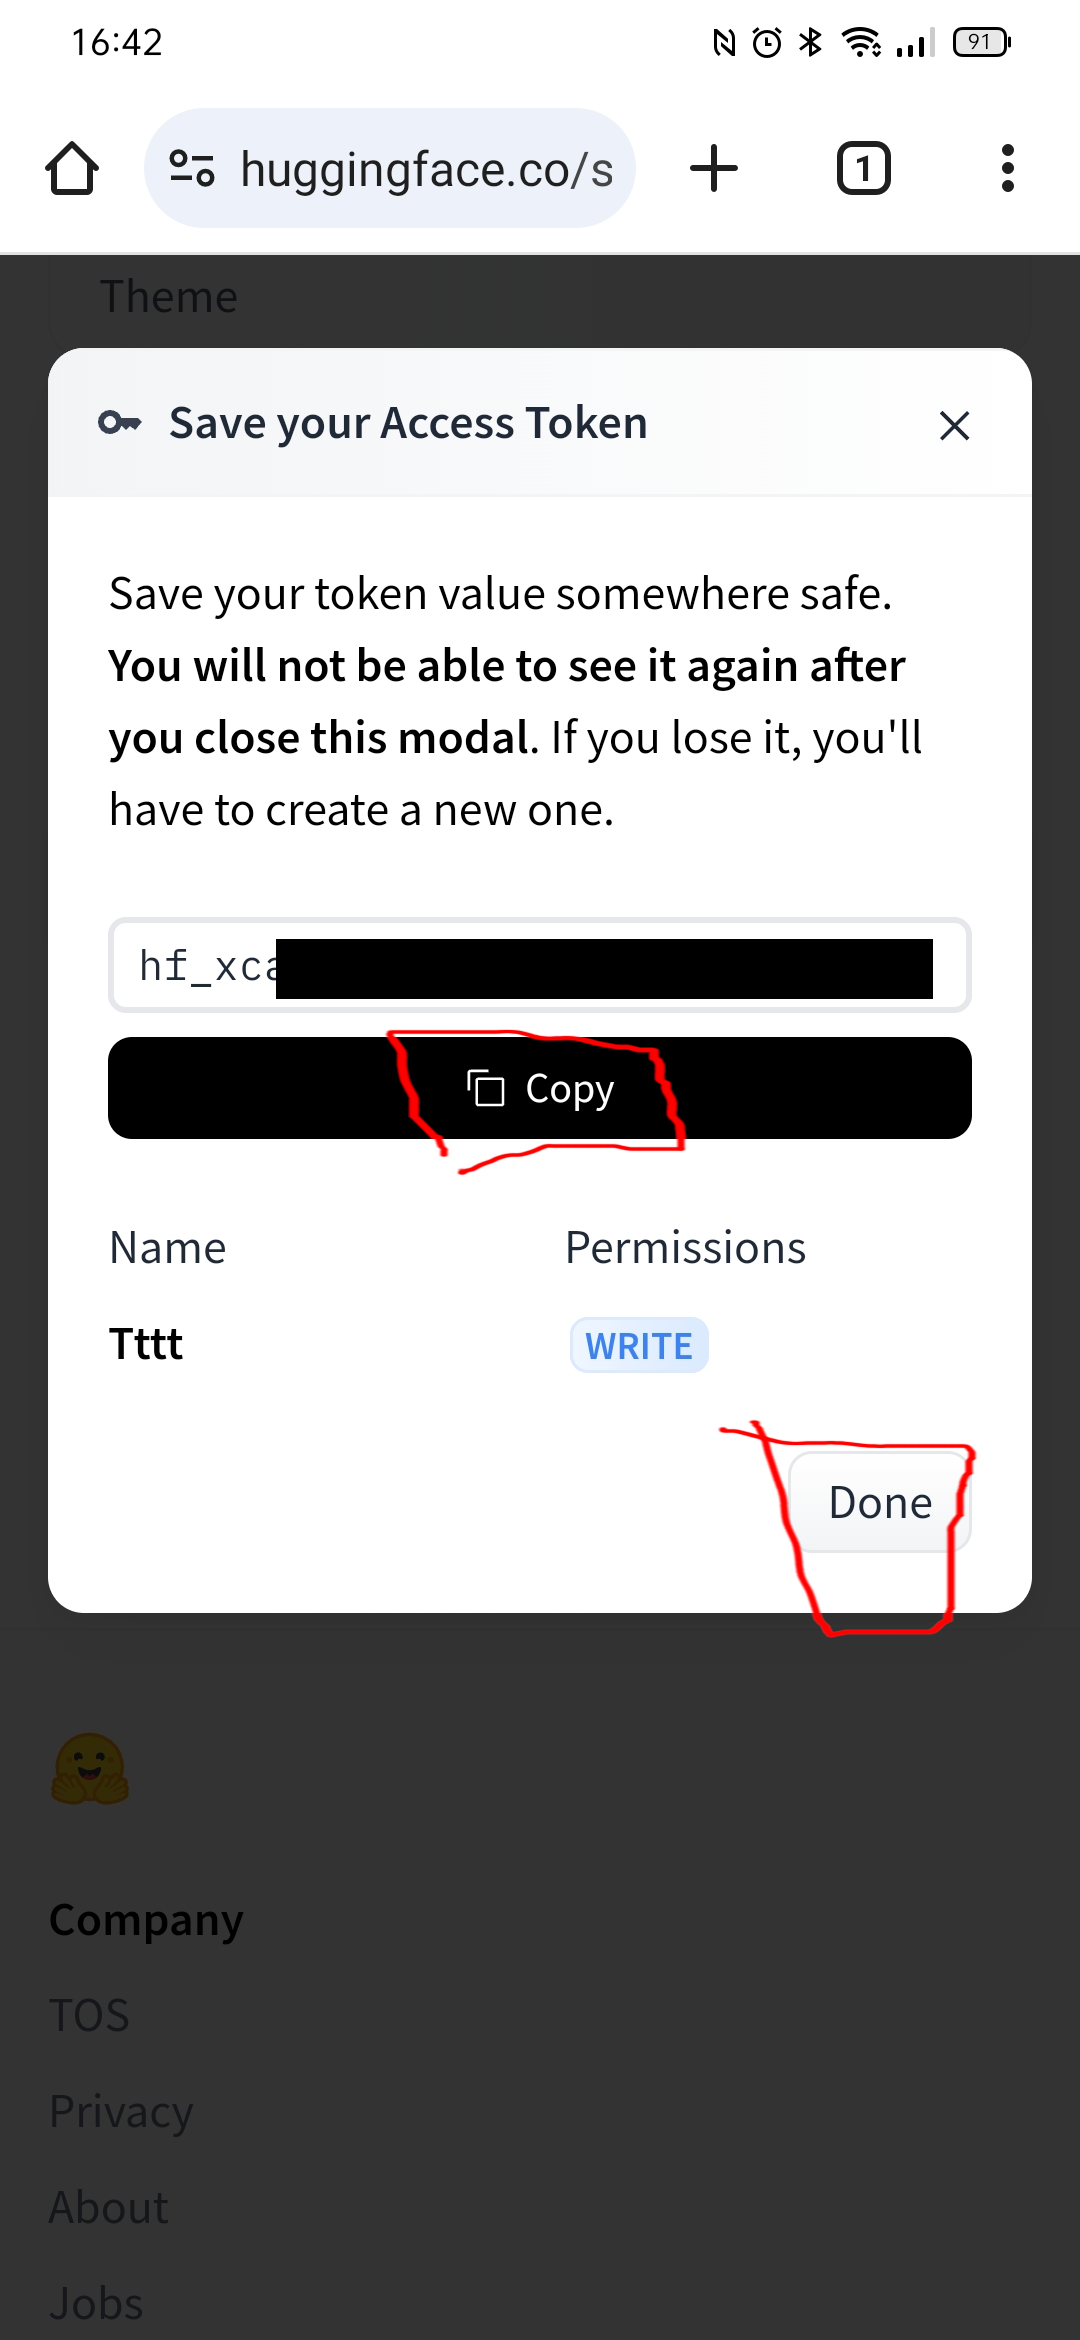 16:42
91
huggingface.co/s
1
Theme
Save your Access Token
Save your token value somewhere safe.
You will not be able to see it again after
you close this modal. If you lose it, you'll
have to create a new one.
hf_xca
Copy
Name Permissions
Tttt WRITE
Done
Company
TOS
Privacy
About
Jobs